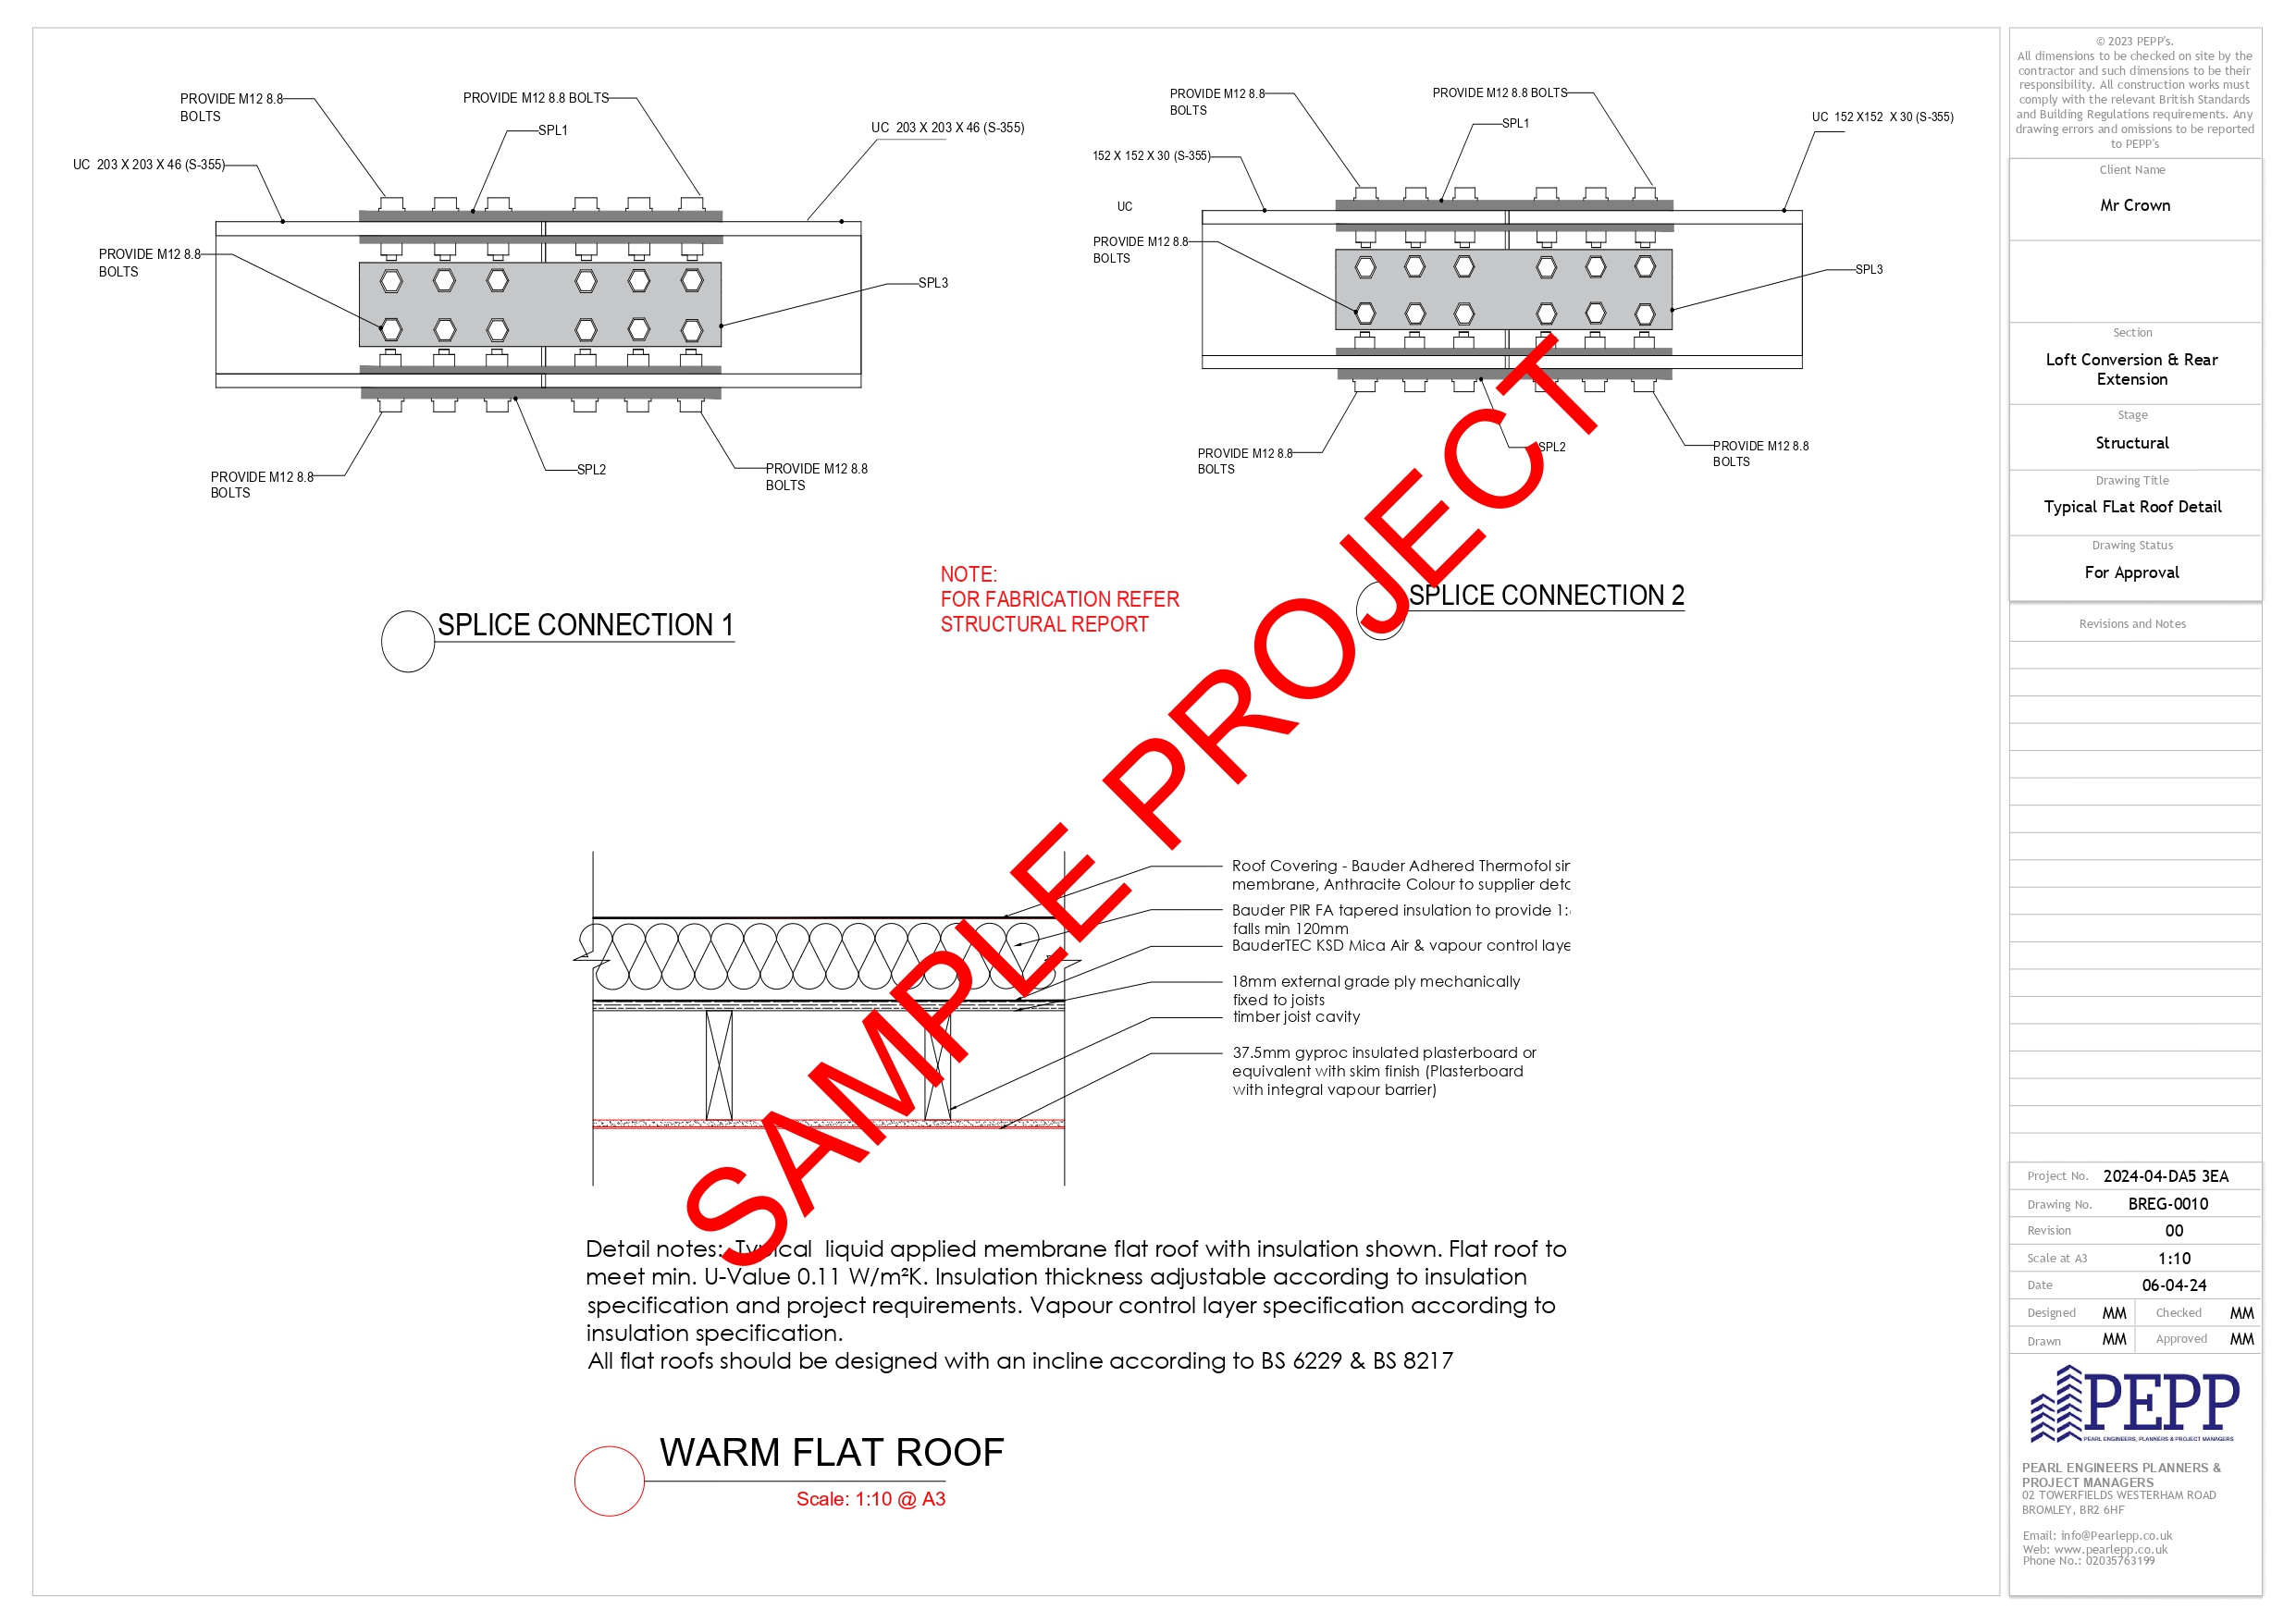 PROVIDE M12 8.8
BOLTS
PROVIDE M12 8.8 BOLTS
SPL1
UC 203 X 203 X 46 (S-355)
UC 203 X 203 X 46 (S-355)
PROVIDE M12 8.8
BOLTS
SPL3
SPL2
PROVIDE M12 8.8
BOLTS
PROVIDE M12 8.8
BOLTS
SPLICE CONNECTION 1
PROVIDE M12 8.8
BOLTS
PROVIDE M12 8.8 BOLTS
SPL1
UC 152 X152 X 30 (S-355)
152 X 152 X 30 (S-355)
UC
PROVIDE M12 8.8
BOLTS
SPL3
SPL2
PROVIDE M12 8.8
BOLTS
PROVIDE M12 8.8
BOLTS
SPLICE CONNECTION 2
NOTE:
FOR FABRICATION REFER
STRUCTURAL REPORT
SAMPLE PROJECT
Roof Covering - Bauder Adhered Thermofol
membrane, Anthracite Colour to supplier
Bauder PIR FA tapered insulation to provide
falls min 120mm
BauderTEC KSD Mica Air & vapour control
18mm external grade ply mechanically
fixed to joists
timber joist cavity
37.5mm gyproc insulated plasterboard or
equivalent with skim finish (Plasterboard
with integral vapour barrier)
Detail notes: Typical liquid applied membrane flat roof with insulation shown. Flat roof to
meet min. U-Value 0.11 W/m²K. Insulation thickness adjustable according to insulation
specification and project requirements. Vapour control layer specification according to
insulation specification.
All flat roofs should be designed with an incline according to BS 6229 & BS 8217
WARM FLAT ROOF
Scale: 1:10 @ A3
© 2023 PEPP's.
All dimensions to be checked on site by the
contractor and such dimensions to be their
responsibility. All construction works must
comply with the relevant British Standards
and Building Regulations requirements. Any
drawing errors and omissions to be reported
to PEPP's
Client Name
Mr Crown
Section
Loft Conversion & Rear
Extension
Stage
Structural
Drawing Title
Typical Flat Roof Detail
Drawing Status
For Approval
Revisions and Notes
Project No. 2024-04-DA5 3EA
Drawing No. BREG-0010
Revision 00
Scale at A3 1:10
Date 06-04-24
Designed MM Checked MM
Drawn MM Approved MM
PEPP
PEARL ENGINEERS, PLANNERS & PROJECT MANAGERS
PEARL ENGINEERS PLANNERS &
PROJECT MANAGERS
02 TOWERFIELDS WESTERHAM ROAD
BROMLEY, BR2 6HF
Email: info@Pearlepp.co.uk
Web: www.pearlepp.co.uk
Phone No.: 02035763199